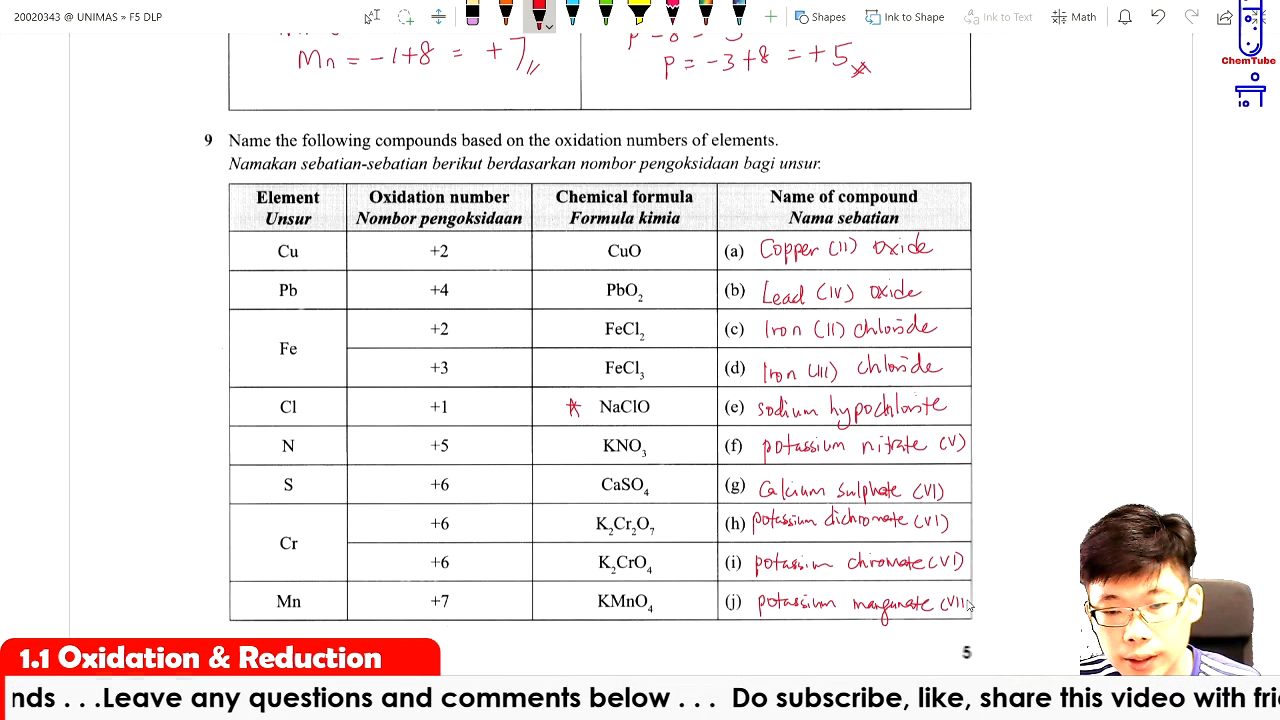 20020343 @ UNIMAS » F5 DLP
Shapes
Ink to Shape
Ink to Text
Math
ChemTube
Mn = -1+8 = +7
P = -3+8 = +5
9 Name the following compounds based on the oxidation numbers of elements.
Namakan sebatian-sebatian berikut berdasarkan nombor pengoksidaan bagi unsur.
Element Oxidation number Chemical formula Name of compound
Unsur Nombor pengoksidaan Formula kimia Nama sebatian
Cu +2 CuO (a) Copper (II) oxide
Pb +4 PbO₂ (b) Lead (IV) oxide
Fe +2 FeCl₂ (c) Iron (II) chloride
+3 FeCl₃ (d) Iron (III) chloride
Cl +1 NaClO (e) sodium hypochlorite
N +5 KNO₃ (f) potassium nitrate (V)
S +6 CaSO₄ (g) Calcium sulphate (VI)
Cr +6 K₂Cr₂O₇ (h) potassium dichromate (VI)
+6 K₂CrO₄ (i) potassium chromate (VI)
Mn +7 KMnO₄ (j) potassium manganate (VII
5
1.1 Oxidation & Reduction
nds . . .Leave any questions and comments below . . . Do subscribe, like, share this video with frie